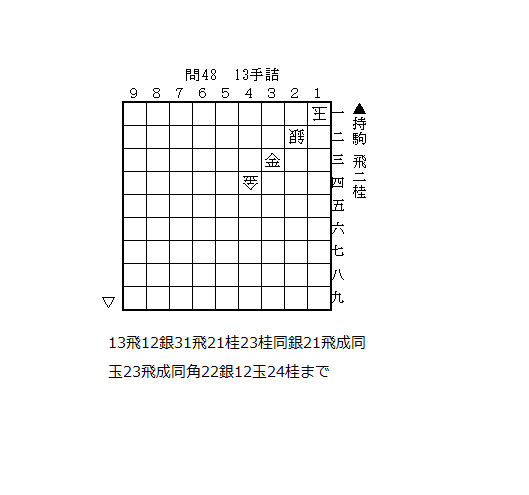 問48　13手詰
9 8 7 6 5 4 3 2 1
王 一
銀 二
金 三
金 四
五
六
七
八
九
▲持駒 飛二桂
▽
13飛12銀31飛21桂23桂同銀21飛成同
玉23飛成同角22銀12玉24桂まで